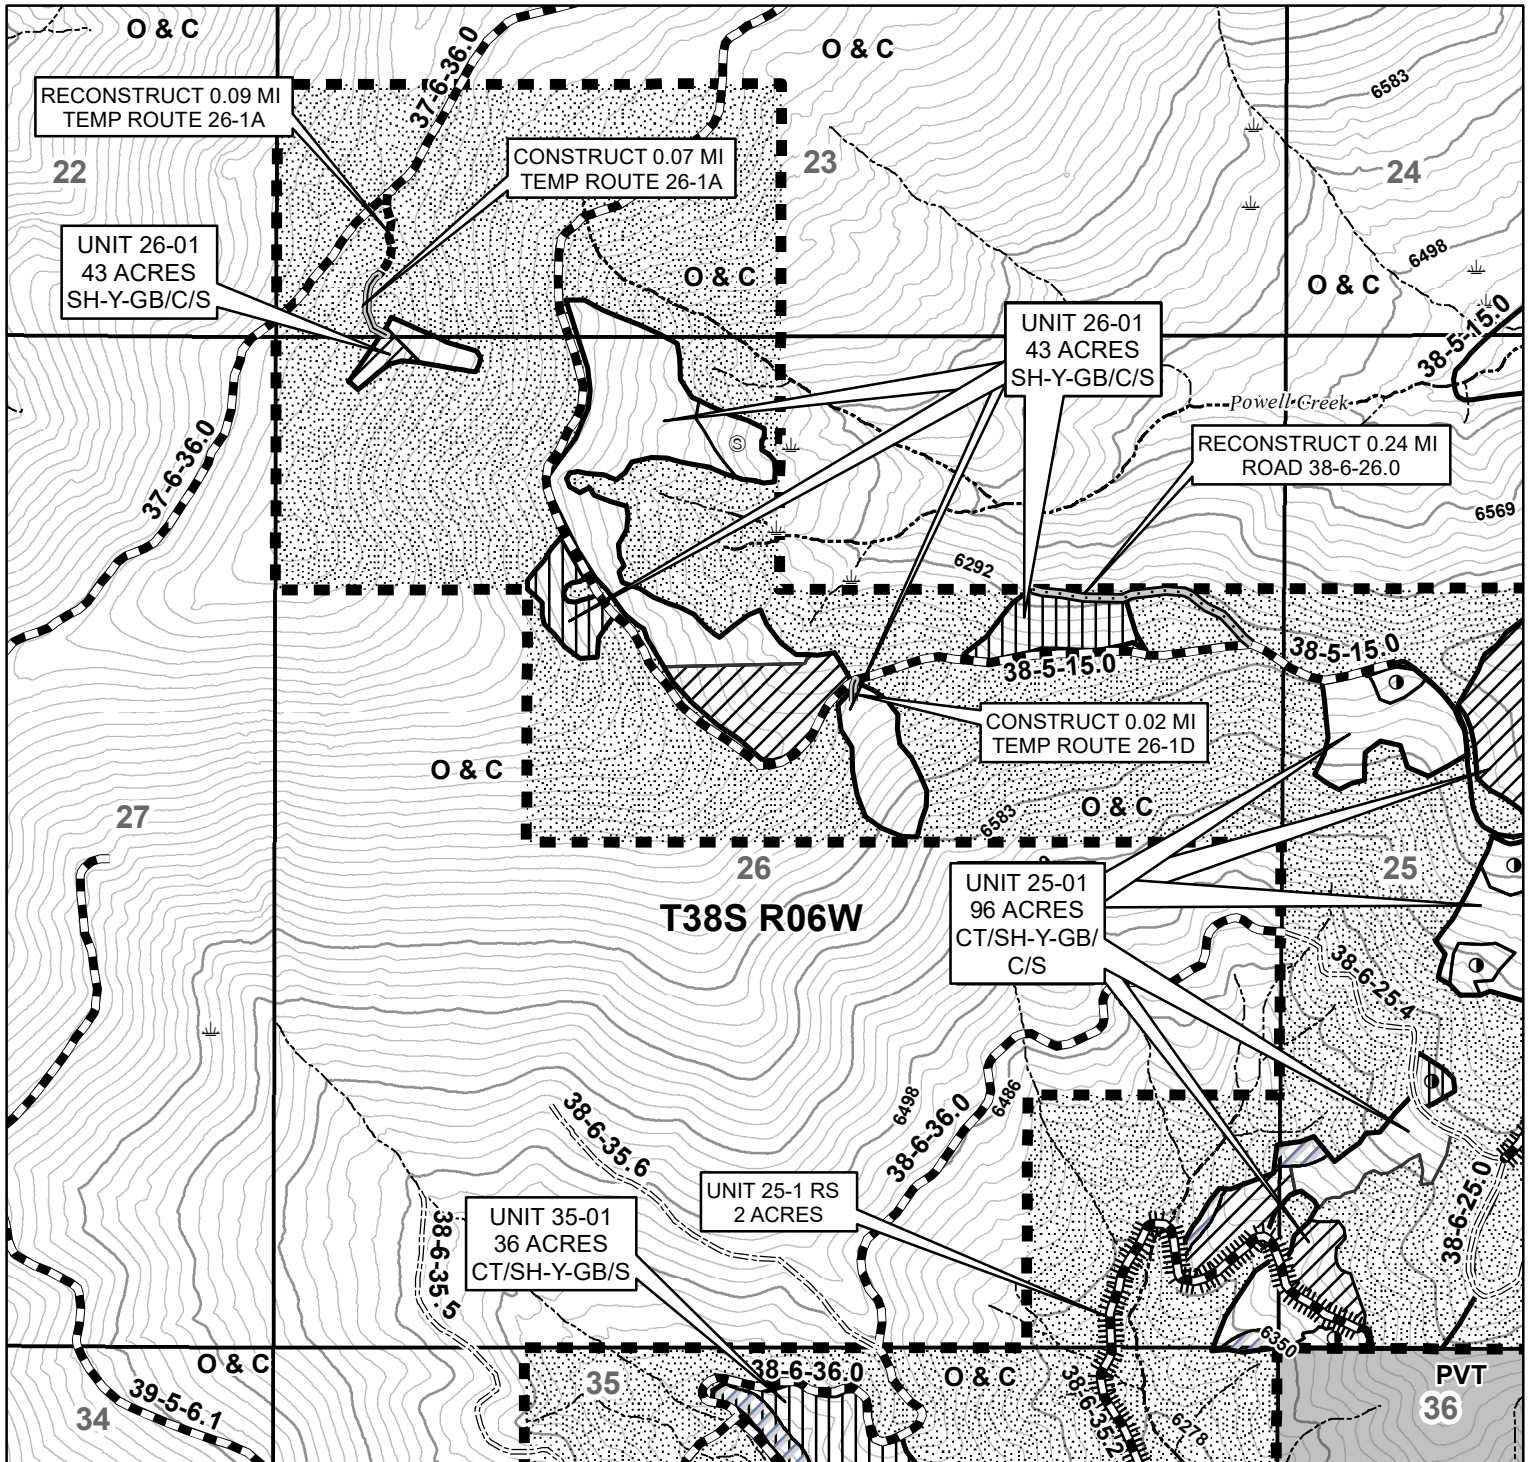 O & C
37-6-36.0
O & C
6583
RECONSTRUCT 0.09 MI
TEMP ROUTE 26-1A
CONSTRUCT 0.07 MI
TEMP ROUTE 26-1A
22
23
24
UNIT 26-01
43 ACRES
SH-Y-GB/C/S
6498
O & C
O & C
38-5-15.0
UNIT 26-01
43 ACRES
SH-Y-GB/C/S
Powell Creek
S
RECONSTRUCT 0.24 MI
ROAD 38-6-26.0
37-6-36.0
6569
6292
38-5-15.0
38-5-15.0
CONSTRUCT 0.02 MI
TEMP ROUTE 26-1D
O & C
O & C
27
6583
26
25
UNIT 25-01
96 ACRES
CT/SH-Y-GB/
C/S
T38S R06W
38-6-25.4
6498
38-6-36.0
6486
38-6-35.6
UNIT 25-1 RS
2 ACRES
UNIT 35-01
36 ACRES
CT/SH-Y-GB/S
38-6-35.5
38-6-25.0
6350
O & C
38-6-36.0
O & C
PVT
35
38-6-35.2
39-5-6.1
34
36
6278